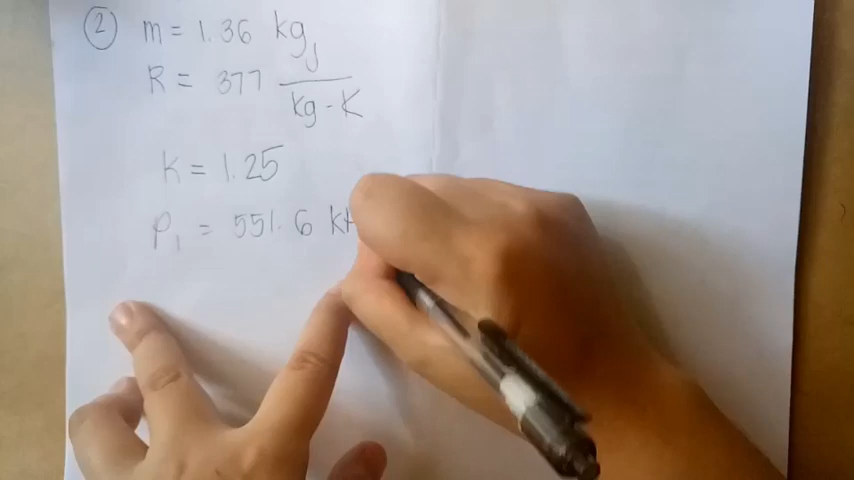 ② m = 1.36 kg
R = 377 J / kg - K
k = 1.25
P₁ = 551.6 k